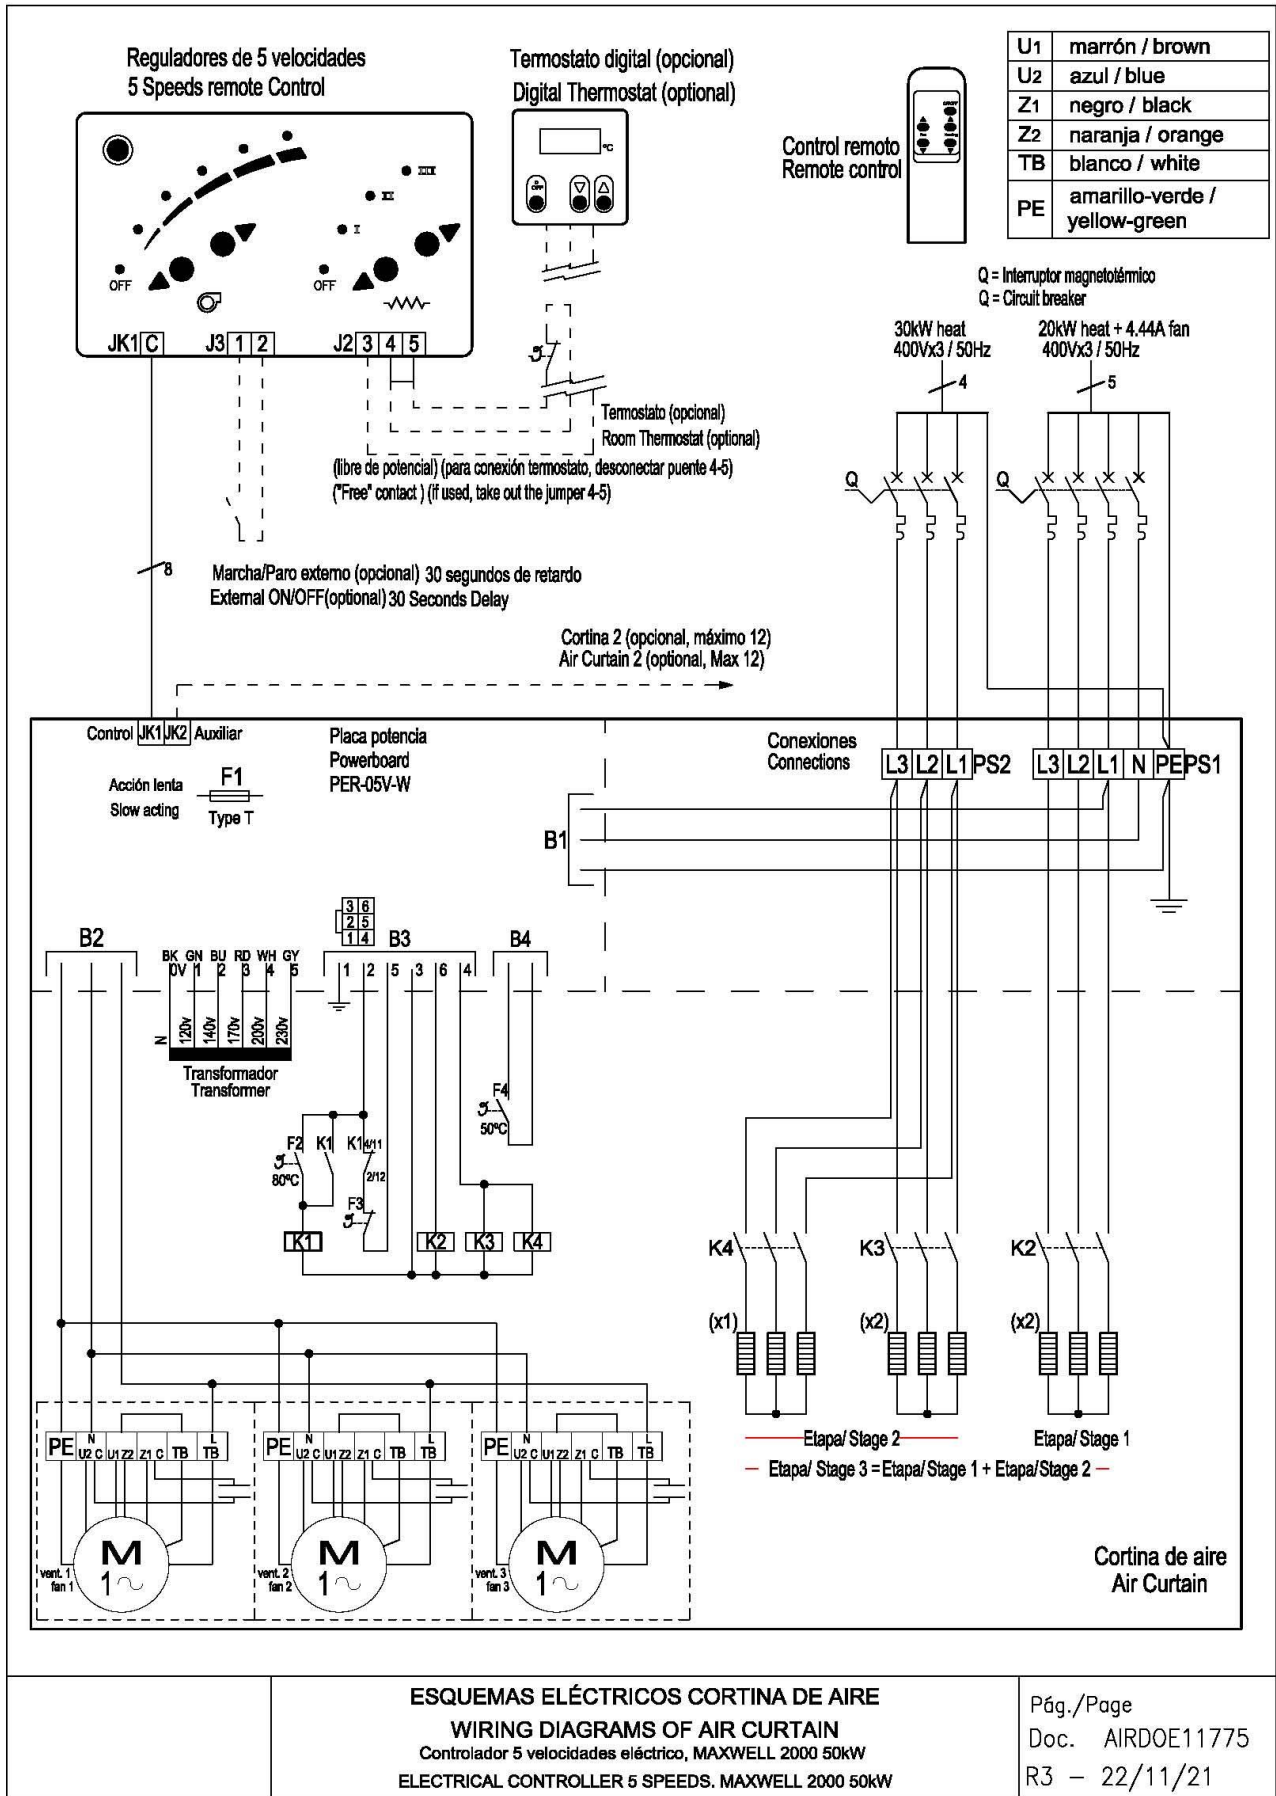 Reguladores de 5 velocidades
5 Speeds remote Control
Termostato digital (opcional)
Digital Thermostat (optional)
Control remoto
Remote control
U1 marrón / brown
U2 azul / blue
Z1 negro / black
Z2 naranja / orange
TB blanco / white
PE amarillo-verde /
yellow-green
ºC
OFF
I
II
III
OFF
OFF
JK1 C
J3 1 2
J2 3 4 5
Q = Interruptor magnetotérmico
Q = Circuit breaker
30kW heat
400Vx3 / 50Hz
4
20kW heat + 4.44A fan
400Vx3 / 50Hz
5
Termostato (opcional)
Room Thermostat (optional)
(libre de potencial) (para conexión termostato, desconectar puente 4-5)
("Free" contact ) (if used, take out the jumper 4-5)
Q
Q
8
Marcha/Paro externo (opcional) 30 segundos de retardo
External ON/OFF(optional) 30 Seconds Delay
Cortina 2 (opcional, máximo 12)
Air Curtain 2 (optional, Max 12)
Control JK1 JK2 Auxiliar
Acción lenta
Slow acting
F1
Type T
Placa potencia
Powerboard
PER-05V-W
Conexiones
Connections
L3 L2 L1 PS2
L3 L2 L1 N PE PS1
B1
B2
BK GN BU RD WH GY
0V 1 2 3 4 5
N 120v 140v 170v 200v 230v
Transformador
Transformer
3 6
2 5
1 4
B3
1 2 5 3 6 4
B4
F4
50ºC
F2
80ºC
K1
K1
4/11
2/12
F3
K1
K2
K3
K4
K4
K3
K2
(x1)
(x2)
(x2)
Etapa/ Stage 2
Etapa/ Stage 1
Etapa/ Stage 3 = Etapa/ Stage 1 + Etapa/Stage 2
PE N U2 C U1 Z2 Z1 C TB L TB
PE N U2 C U1 Z2 Z1 C TB L TB
PE N U2 C U1 Z2 Z1 C TB L TB
M
1
vent. 1
fan 1
M
1
vent. 2
fan 2
M
1
vent. 3
fan 3
Cortina de aire
Air Curtain
ESQUEMAS ELÉCTRICOS CORTINA DE AIRE
WIRING DIAGRAMS OF AIR CURTAIN
Controlador 5 velocidades eléctrico, MAXWELL 2000 50kW
ELECTRICAL CONTROLLER 5 SPEEDS. MAXWELL 2000 50kW
Pág./Page
Doc. AIRDOE11775
R3 - 22/11/21